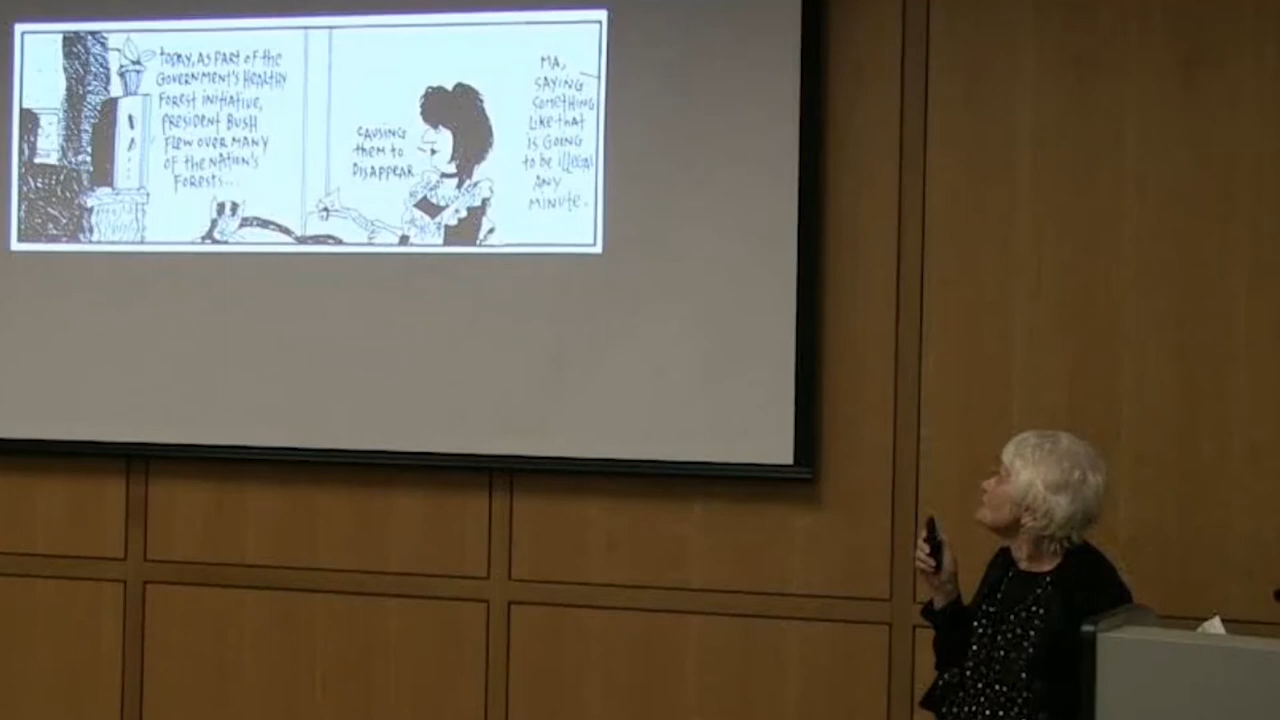 today, as part of the
Government's Healthy
Forest initiative,
President Bush
flew over many
of the nation's
forests...
causing
them to
disappear.
Ma,
saying
something
like that
is going
to be illegal
any
minute.